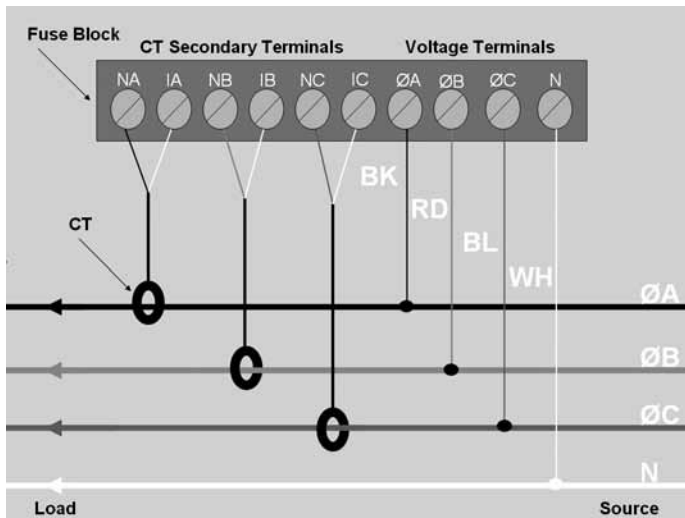 Fuse Block
CT Secondary Terminals
Voltage Terminals
NA IA NB IB NC IC ØA ØB ØC N
BK
RD
BL
WH
CT
ØA
ØB
ØC
N
Load
Source